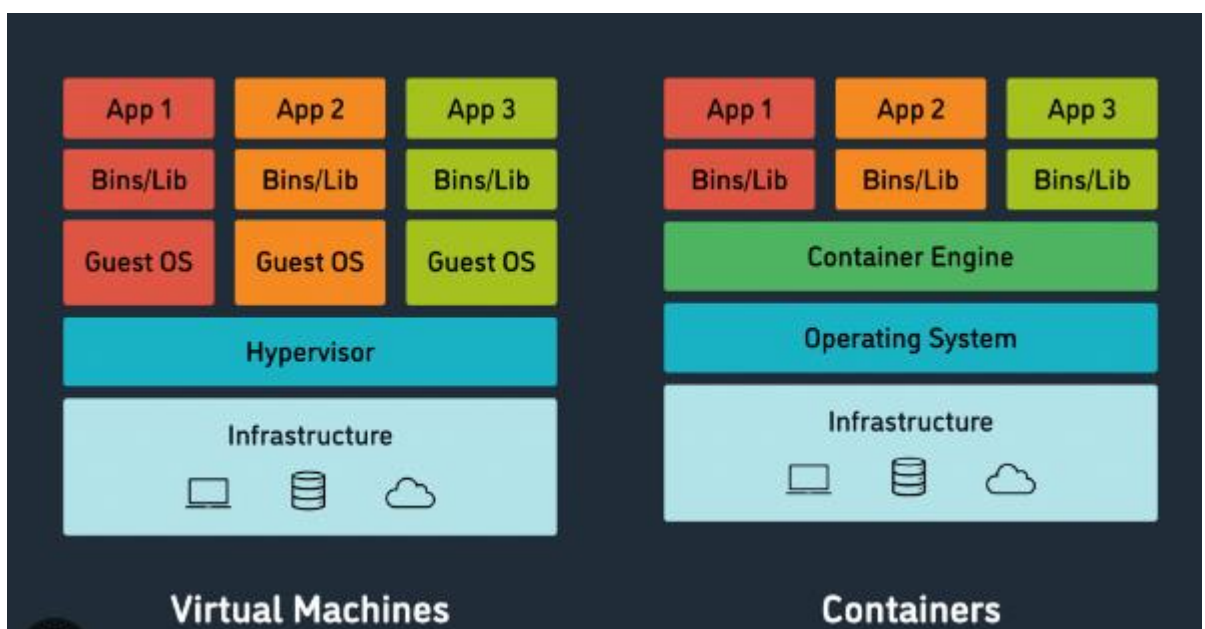 App 1
App 2
App 3
Bins/Lib
Bins/Lib
Bins/Lib
Guest OS
Guest OS
Guest OS
Hypervisor
Infrastructure
Virtual Machines
App 1
App 2
App 3
Bins/Lib
Bins/Lib
Bins/Lib
Container Engine
Operating System
Infrastructure
Containers